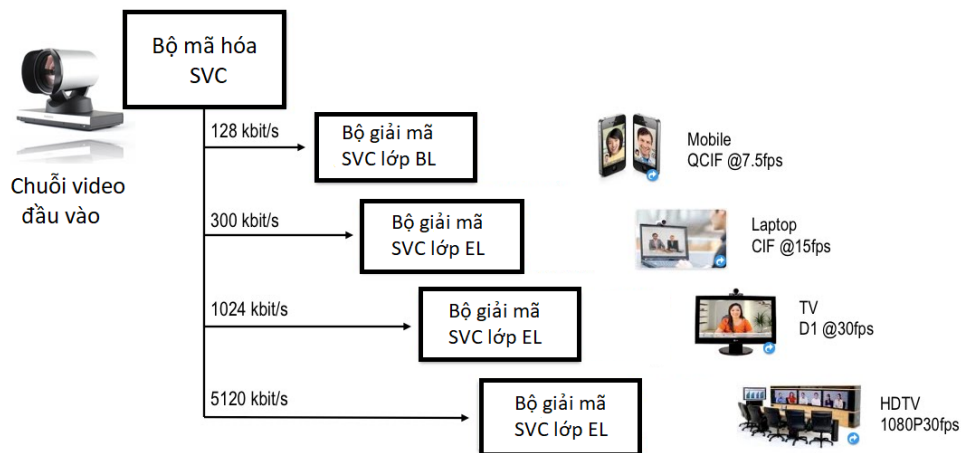 Bộ mã hóa
SVC
Chuỗi video
đầu vào
128 kbit/s
Bộ giải mã
SVC lớp BL
Mobile
QCIF @7.5fps
300 kbit/s
Bộ giải mã
SVC lớp EL
Laptop
CIF @15fps
1024 kbit/s
Bộ giải mã
SVC lớp EL
TV
D1 @30fps
5120 kbit/s
Bộ giải mã
SVC lớp EL
HDTV
1080P30fps